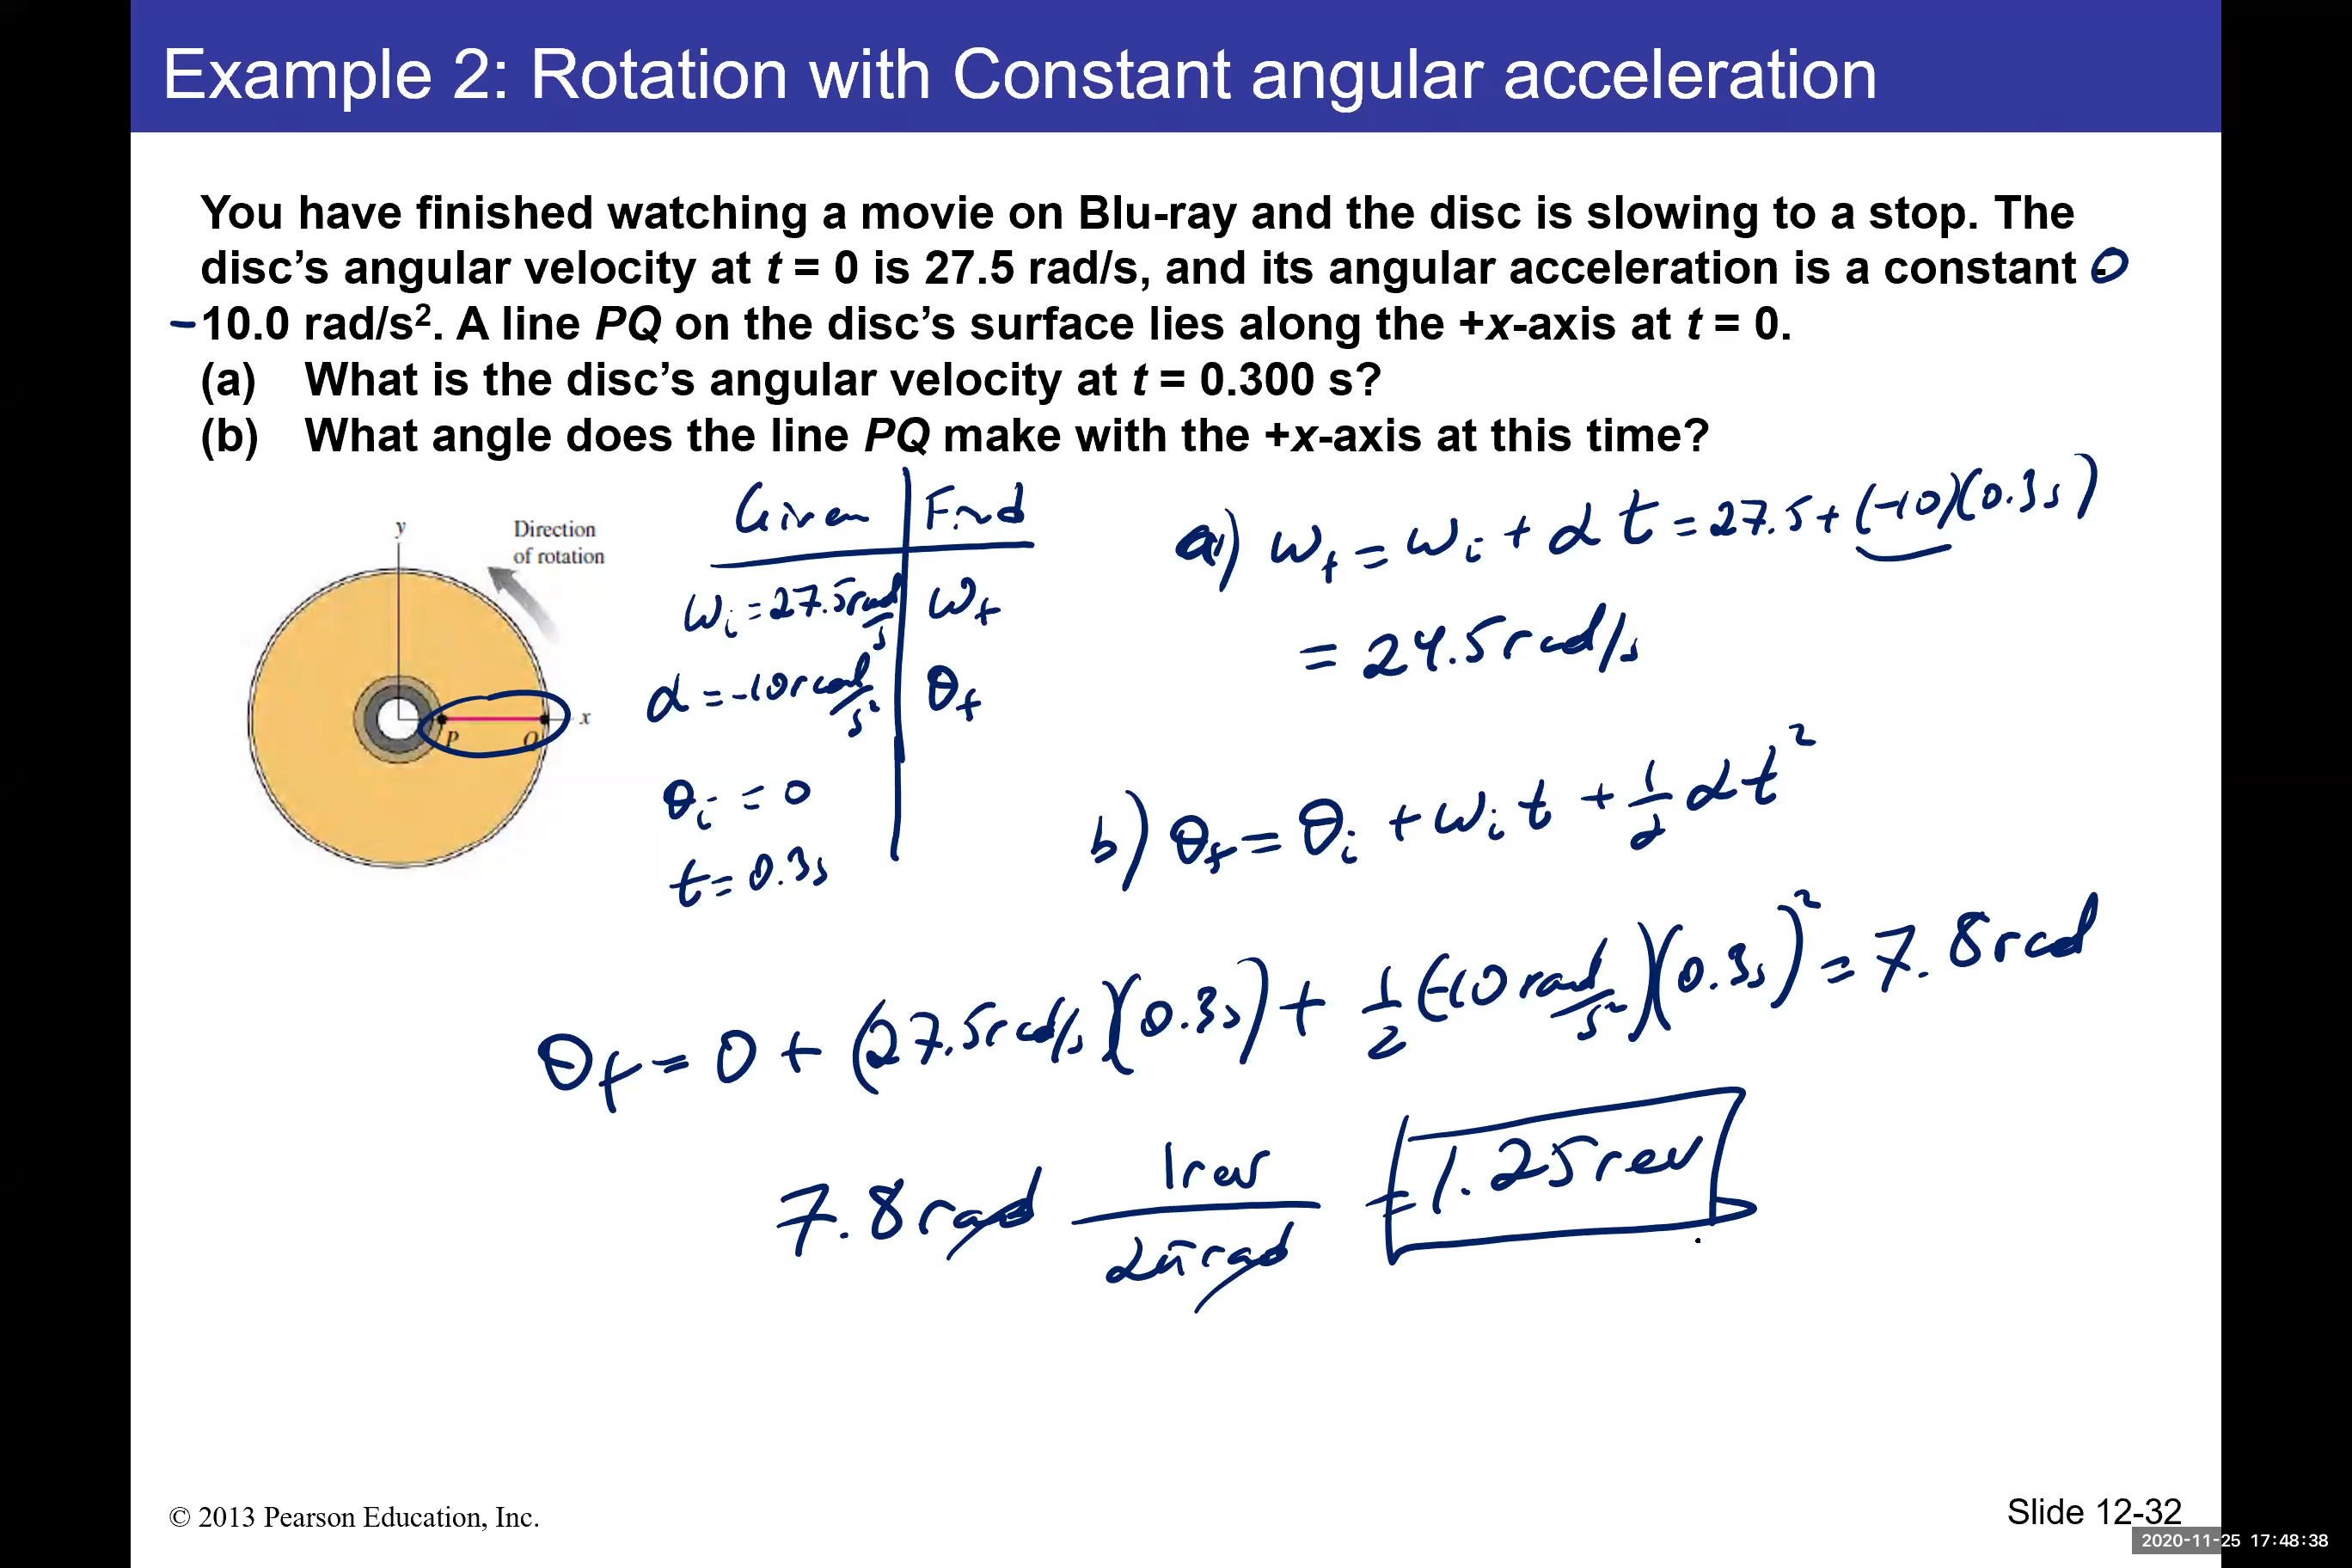 Example 2: Rotation with Constant angular acceleration
You have finished watching a movie on Blu-ray and the disc is slowing to a stop. The
disc’s angular velocity at t = 0 is 27.5 rad/s, and its angular acceleration is a constant -
-10.0 rad/s². A line PQ on the disc’s surface lies along the +x-axis at t = 0.
(a) What is the disc’s angular velocity at t = 0.300 s?
(b) What angle does the line PQ make with the +x-axis at this time?
y
Direction
of rotation
x
P
Q
Given | Find
ωi = 27.5 rad/s | ωf
α = -10 rad/s² | θf
θi = 0
t = 0.3s
a) ωf = ωi + α t = 27.5 + (-10)(0.3s)
= 24.5 rad/s
b) θf = θi + ωi t + 1/2 α t²
θf = 0 + (27.5 rad/s)(0.3s) + 1/2 (-10 rad/s²)(0.3s)² = 7.8 rad
7.8 rad 1 rev/2π rad = 1.25 rev
© 2013 Pearson Education, Inc.
Slide 12-32
2020-11-25 17:48:38